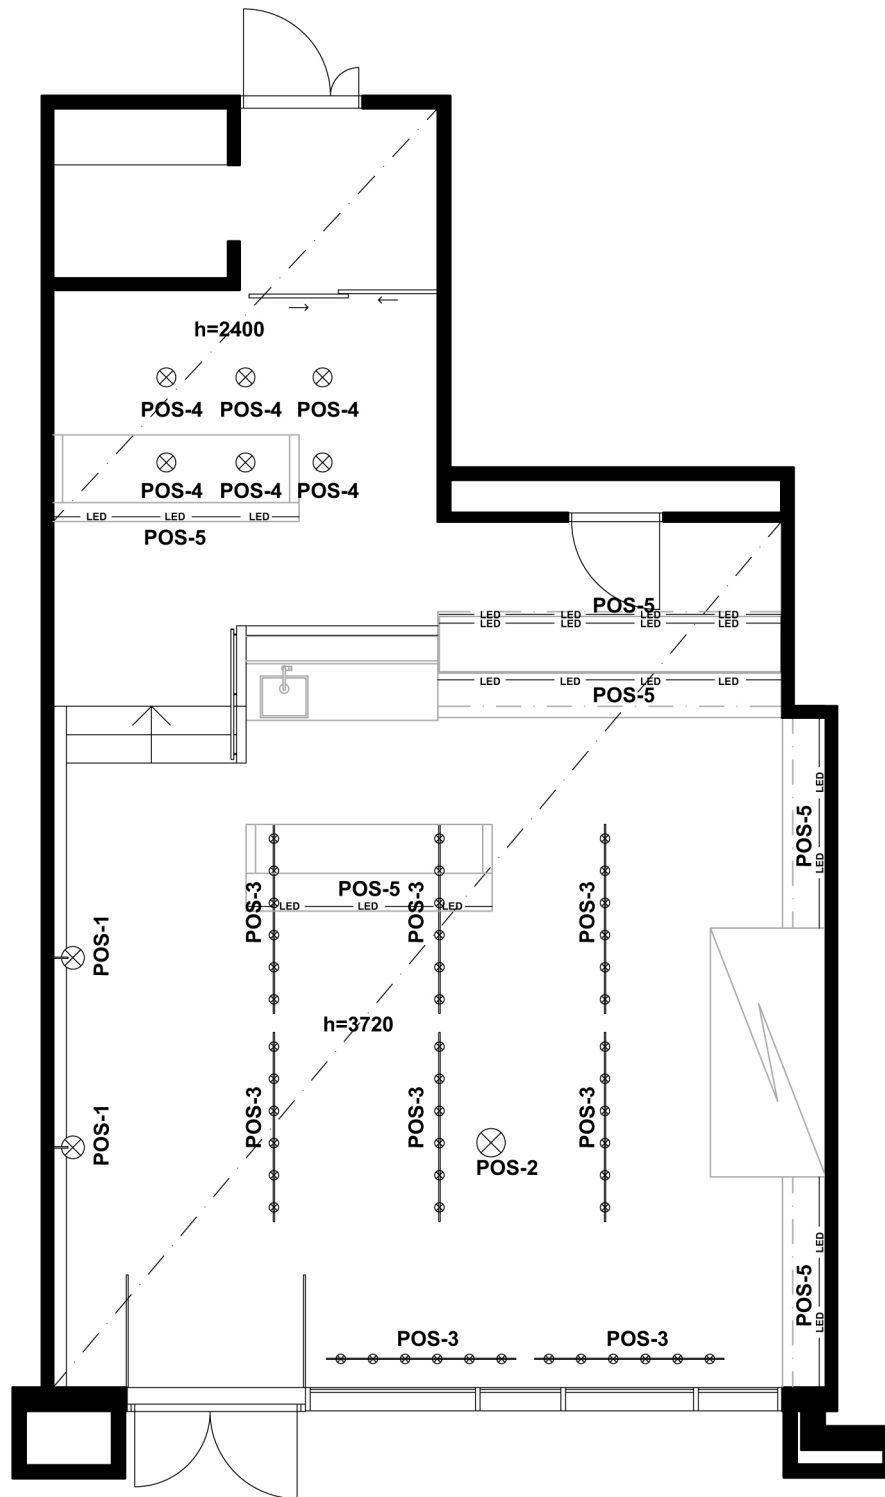 h=2400
POS-4 POS-4 POS-4
POS-4 POS-4 POS-4
LED LED LED
POS-5
POS-5
LED LED LED LED
LED LED LED LED
LED LED LED LED
POS-5
LED
POS-5
LED
POS-5
LED LED LED
POS-3
POS-3
POS-3
POS-1
h=3720
POS-3
POS-3
POS-3
POS-1
POS-2
LED
POS-5
LED
POS-3 POS-3